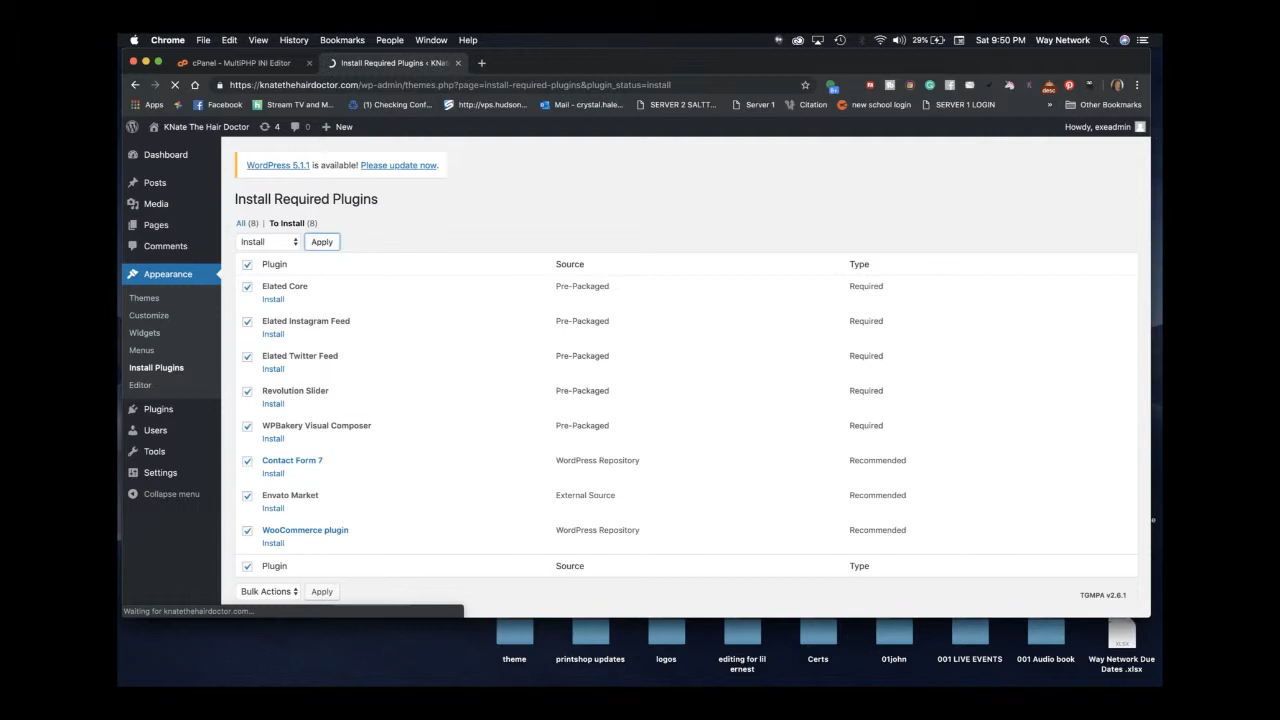 Chrome File Edit View History Bookmarks People Window Help 29% Sat 9:50 PM Way Network
cPanel - MultiPHP INI Editor Install Required Plugins ‹ KNat
https://knatethehairdoctor.com/wp-admin/themes.php?page=install-required-plugins&plugin_status=install
Apps Facebook Stream TV and M... (1) Checking Conf... http://vps.hudson... Mail - crystal.hale... SERVER 2 SALTT... Server 1 Citation new school login SERVER 1 LOGIN » Other Bookmarks
KNate The Hair Doctor 4 0 New Howdy, exeadmin
Dashboard
Posts
Media
Pages
Comments
Appearance
Themes
Customize
Widgets
Menus
Install Plugins
Editor
Plugins
Users
Tools
Settings
Collapse menu
WordPress 5.1.1 is available! Please update now.
Install Required Plugins
All (8) | To Install (8)
Install Apply
Plugin Source Type
Elated Core Pre-Packaged Required
Install
Elated Instagram Feed Pre-Packaged Required
Install
Elated Twitter Feed Pre-Packaged Required
Install
Revolution Slider Pre-Packaged Required
Install
WPBakery Visual Composer Pre-Packaged Required
Install
Contact Form 7 WordPress Repository Recommended
Install
Envato Market External Source Recommended
Install
WooCommerce plugin WordPress Repository Recommended
Install
Plugin Source Type
Bulk Actions Apply
TGMPA v2.6.1
Waiting for knatethehairdoctor.com...
theme printshop updates logos editing for lil Certs 01john 001 LIVE EVENTS 001 Audio book Way Network Due
ernest Dates .xlsx
XLSX